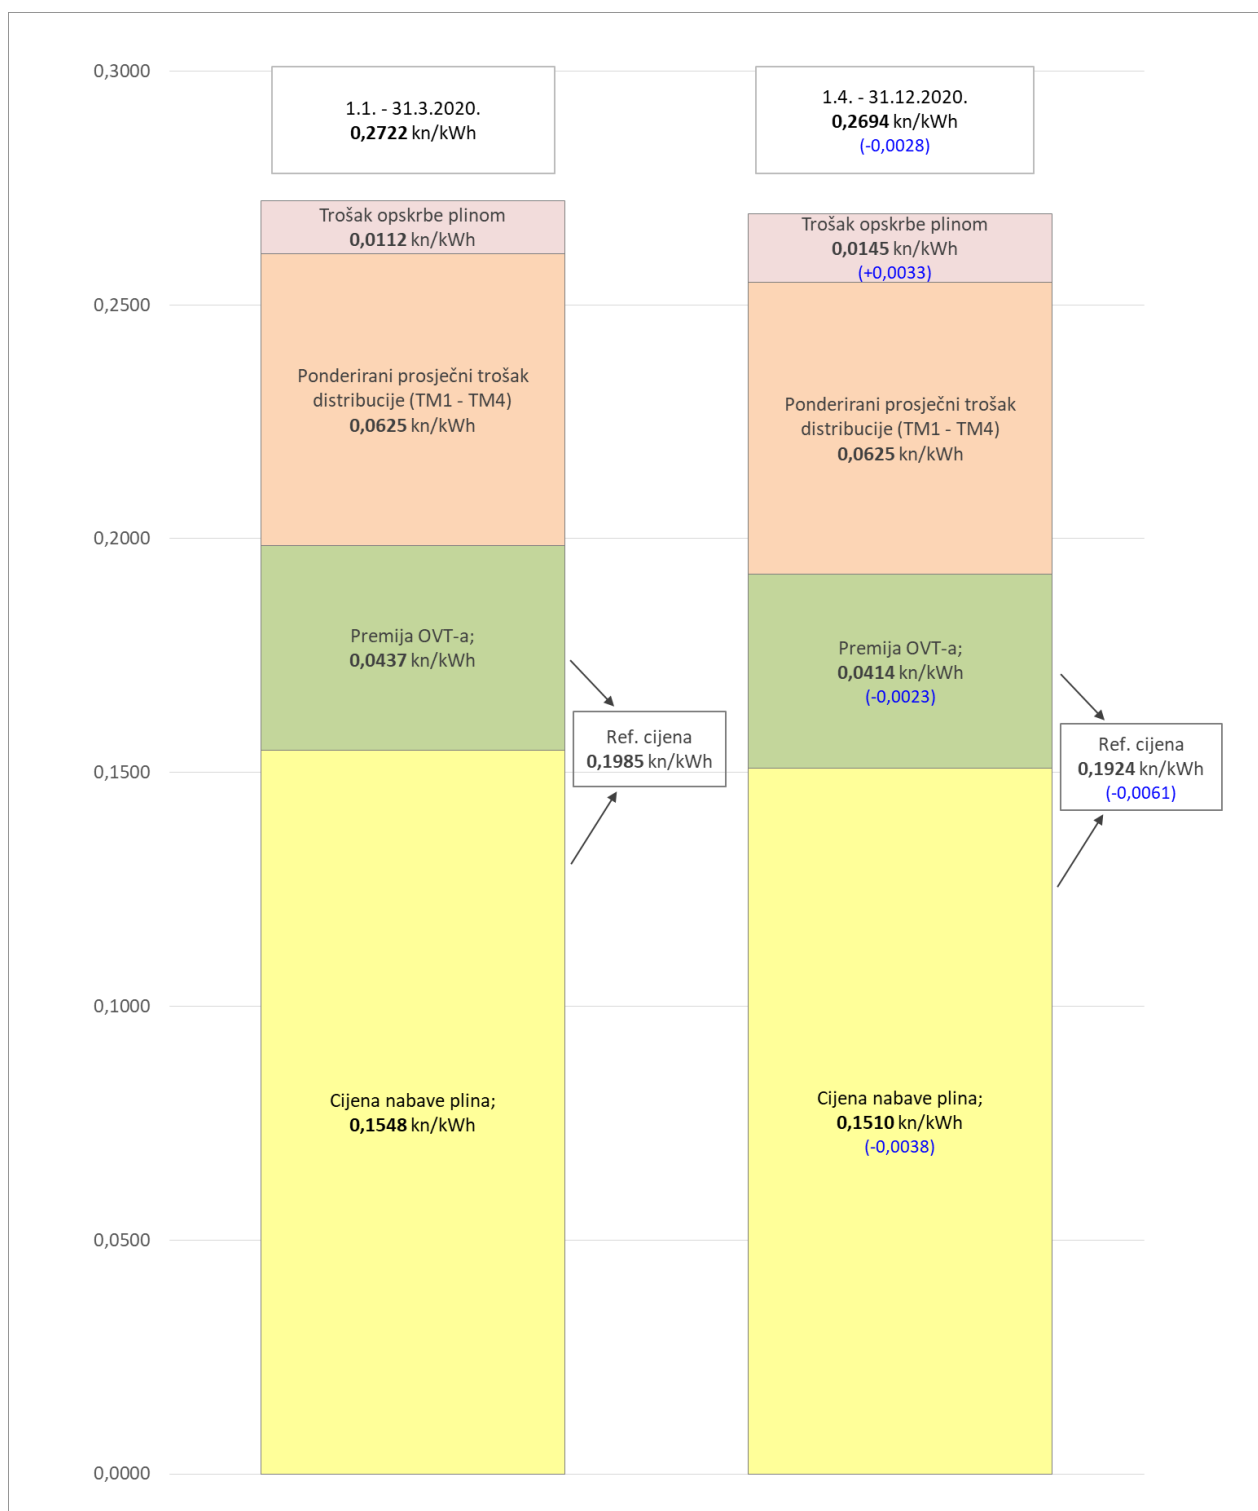 0,3000
0,2500
0,2000
0,1500
0,1000
0,0500
0,0000
1.1. - 31.3.2020.
0,2722 kn/kWh
Trošak opskrbe plinom
0,0112 kn/kWh
Ponderirani prosječni trošak
distribucije (TM1 - TM4)
0,0625 kn/kWh
Premija OVT-a;
0,0437 kn/kWh
Ref. cijena
0,1985 kn/kWh
Cijena nabave plina;
0,1548 kn/kWh
1.4. - 31.12.2020.
0,2694 kn/kWh
(-0,0028)
Trošak opskrbe plinom
0,0145 kn/kWh
(+0,0033)
Ponderirani prosječni trošak
distribucije (TM1 - TM4)
0,0625 kn/kWh
Premija OVT-a;
0,0414 kn/kWh
(-0,0023)
Ref. cijena
0,1924 kn/kWh
(-0,0061)
Cijena nabave plina;
0,1510 kn/kWh
(-0,0038)